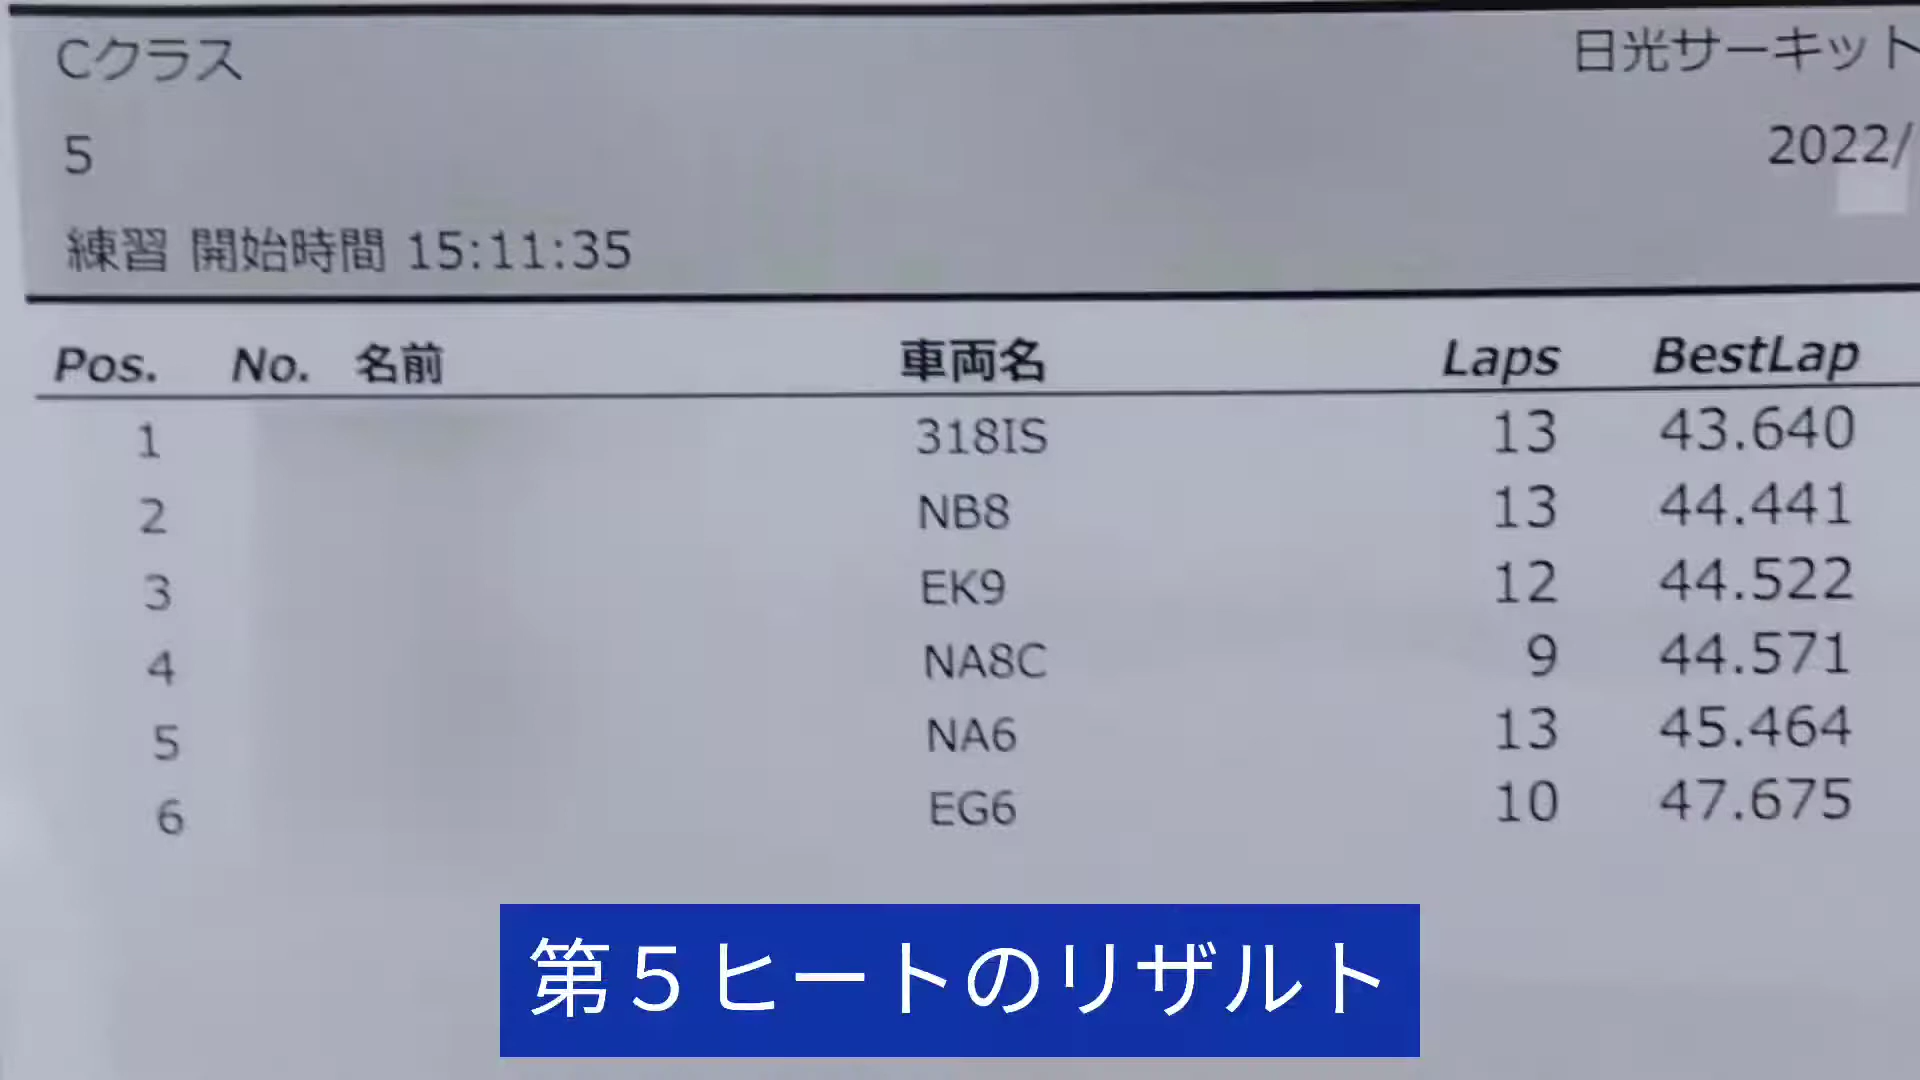 Cクラス 日光サーキット
5 2022/
練習 開始時間 15:11:35
Pos. No. 名前 車両名 Laps BestLap
1 318IS 13 43.640
2 NB8 13 44.441
3 EK9 12 44.522
4 NA8C 9 44.571
5 NA6 13 45.464
6 EG6 10 47.675
第５ヒートのリザルト